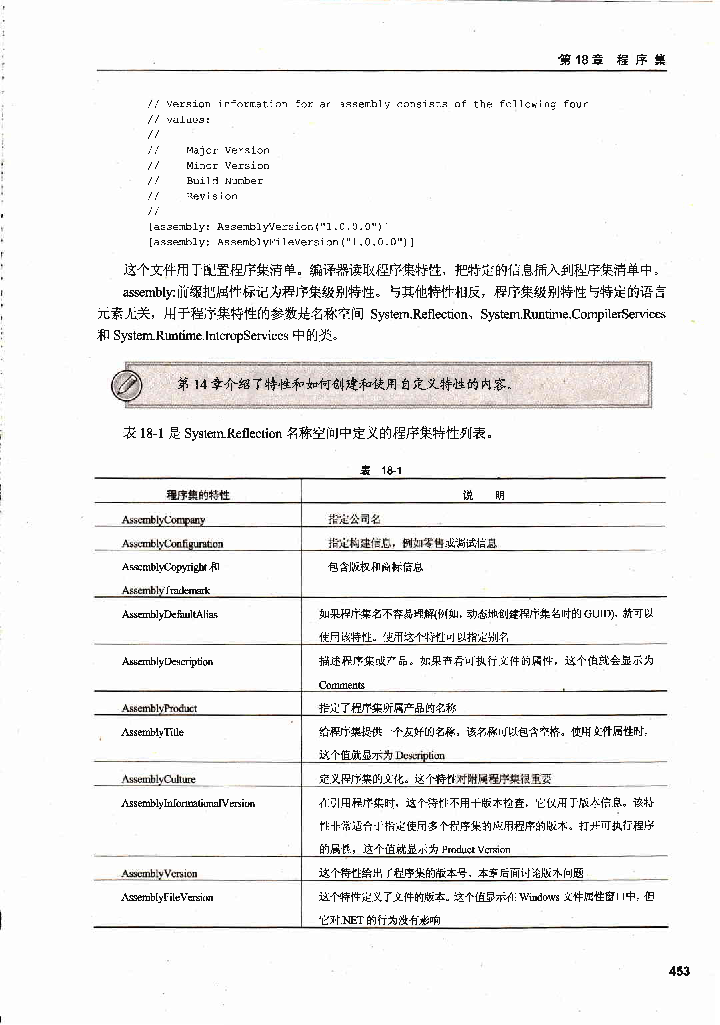 第18章 程 序 集
// Version information for an assembly consists of the following four
// values:
//
// Major Version
// Minor Version
// Build Number
// Revision
//
[assembly: AssemblyVersion("1.0.0.0")]
[assembly: AssemblyFileVersion("1.0.0.0")]
这个文件用于配置程序集清单。编译器读取程序集特性，把特定的信息插入到程序集清单中。
assembly:前缀把属性标记为程序集级别特性。与其他特性相反，程序集级别特性与特定的语言
元素无关，用于程序集特性的参数是名称空间 System.Reflection、System.Runtime.CompilerServices
和 System.Runtime.InteropServices 中的类。
第 14 章介绍了特性和如何创建和使用自定义特性的内容。
表 18-1 是 System.Reflection 名称空间中定义的程序集特性列表。
表 18-1
程序集的特性 说 明
AssemblyCompany 指定公司名
AssemblyConfiguration 指定构建信息，例如零售或调试信息
AssemblyCopyright 和 包含版权和商标信息
AssemblyTrademark
AssemblyDefaultAlias 如果程序集名不容易理解(例如，动态地创建程序集名时的 GUID)，就可以
使用该特性。使用这个特性可以指定别名
AssemblyDescription 描述程序集或产品。如果查看可执行文件的属性，这个值就会显示为
Comments
AssemblyProduct 指定了程序集所属产品的名称
AssemblyTitle 给程序集提供一个友好的名称，该名称可以包含空格。使用文件属性时，
这个值就显示为 Description
AssemblyCulture 定义程序集的文化。这个特性对附属程序集很重要
AssemblyInformationalVersion 在引用程序集时，这个特性不用于版本检查，它仅用于版本信息。该特
性非常适合于指定使用多个程序集的应用程序的版本。打开可执行程序
的属性，这个值就显示为 Product Version
AssemblyVersion 这个特性给出了程序集的版本号。本章后面讨论版本问题
AssemblyFileVersion 这个特性定义了文件的版本。这个值显示在 Windows 文件属性窗口中，但
它对.NET 的行为没有影响
453